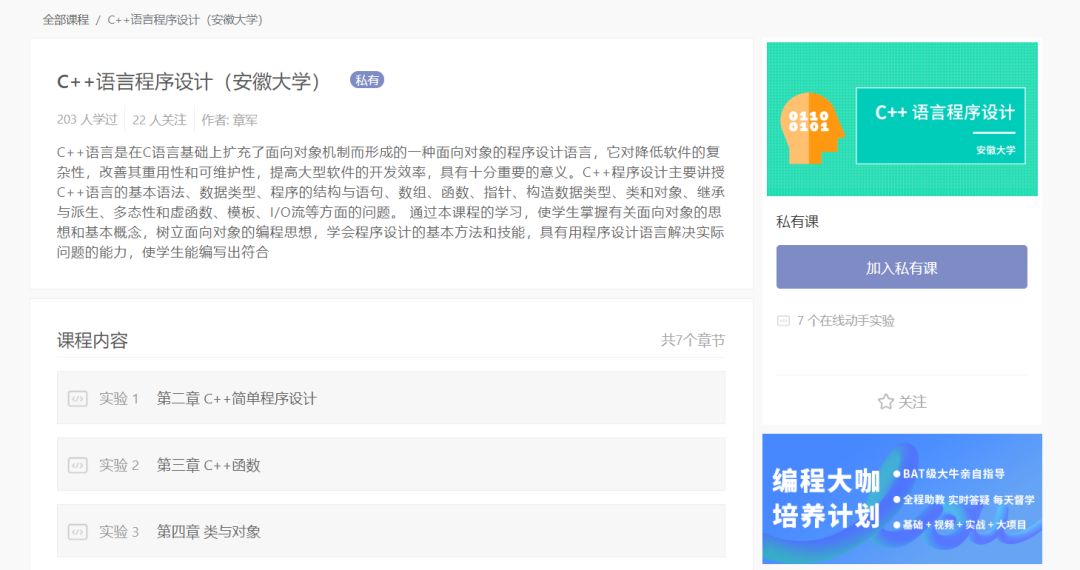 全部课程 / C++语言程序设计（安徽大学）
C++语言程序设计（安徽大学） 私有
203 人学过 22 人关注 作者: 章军
C++语言是在C语言基础上扩充了面向对象机制而形成的一种面向对象的程序设计语言，它对降低软件的复
杂性，改善其重用性和可维护性，提高大型软件的开发效率，具有十分重要的意义。C++程序设计主要讲授
C++语言的基本语法、数据类型、程序的结构与语句、数组、函数、指针、构造数据类型、类和对象、继承
与派生、多态性和虚函数、模板、I/O流等方面的问题。 通过本课程的学习，使学生掌握有关面向对象的思
想和基本概念，树立面向对象的编程思想，学会程序设计的基本方法和技能，具有用程序设计语言解决实际
问题的能力，使学生能编写出符合
课程内容 共7个章节
实验 1 第二章 C++简单程序设计
实验 2 第三章 C++函数
实验 3 第四章 类与对象
0110
0101
C++ 语言程序设计
安徽大学
私有课
加入私有课
7 个在线动手实验
关注
编程大咖
培养计划
BAT级大牛亲自指导
全程助教 实时答疑 每天督学
基础 + 视频 + 实战 + 大项目